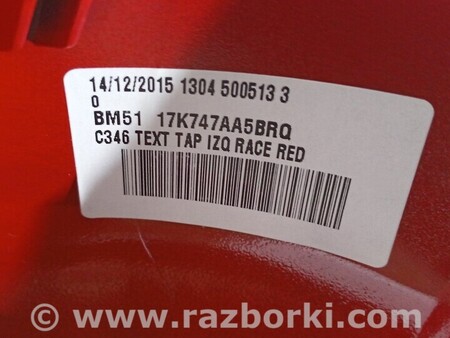 14/12/2015 1304 500513 3
0
BM51 17K747AA5BRQ
C346 TEXT TAP IZQ RACE RED
© www.razborki.com